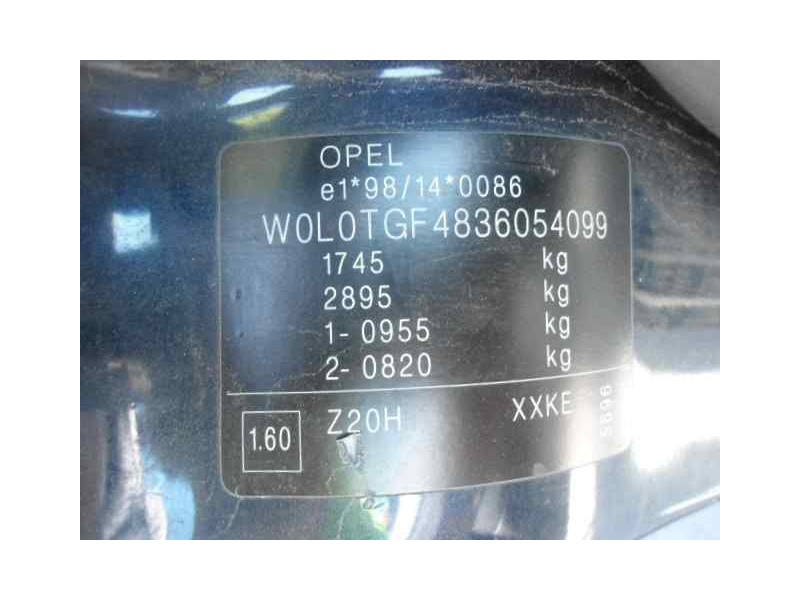 OPEL
e1*98/14*0086
W0L0TGF4836054099
1745 kg
2895 kg
1- 0955 kg
2- 0820 kg
1.60 Z20H XXKE